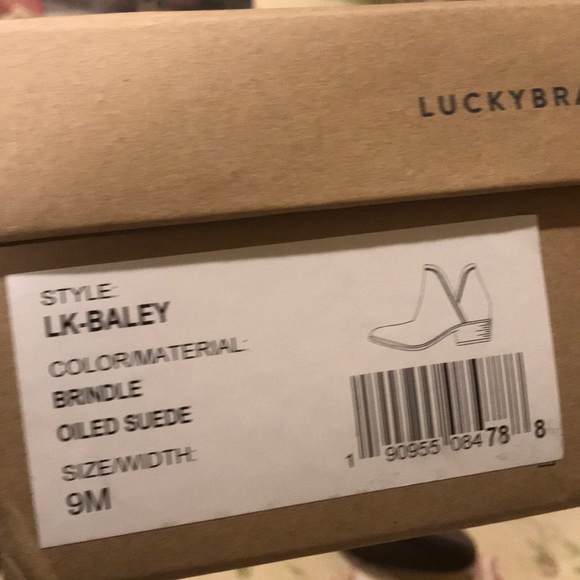 LUCKYBRA
STYLE:
LK-BALEY
COLOR/MATERIAL:
BRINDLE
OILED SUEDE
SIZE/WIDTH:
9M
1 90955 08478 8